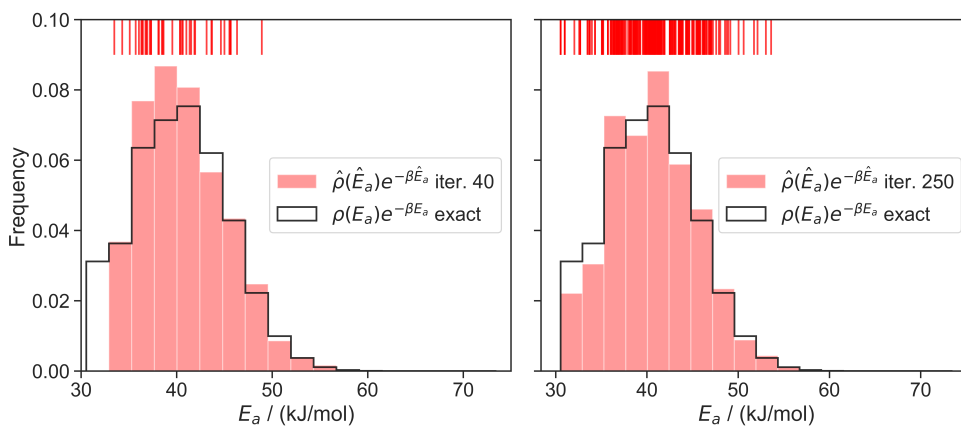 0.10
0.08
0.06
0.04
0.02
0.00
Frequency
30 40 50 60 70
E_a / (kJ/mol)
ρ̂(Ê_a)e^{-βÊ_a} iter. 40
ρ(E_a)e^{-βE_a} exact
30 40 50 60 70
E_a / (kJ/mol)
ρ̂(Ê_a)e^{-βÊ_a} iter. 250
ρ(E_a)e^{-βE_a} exact